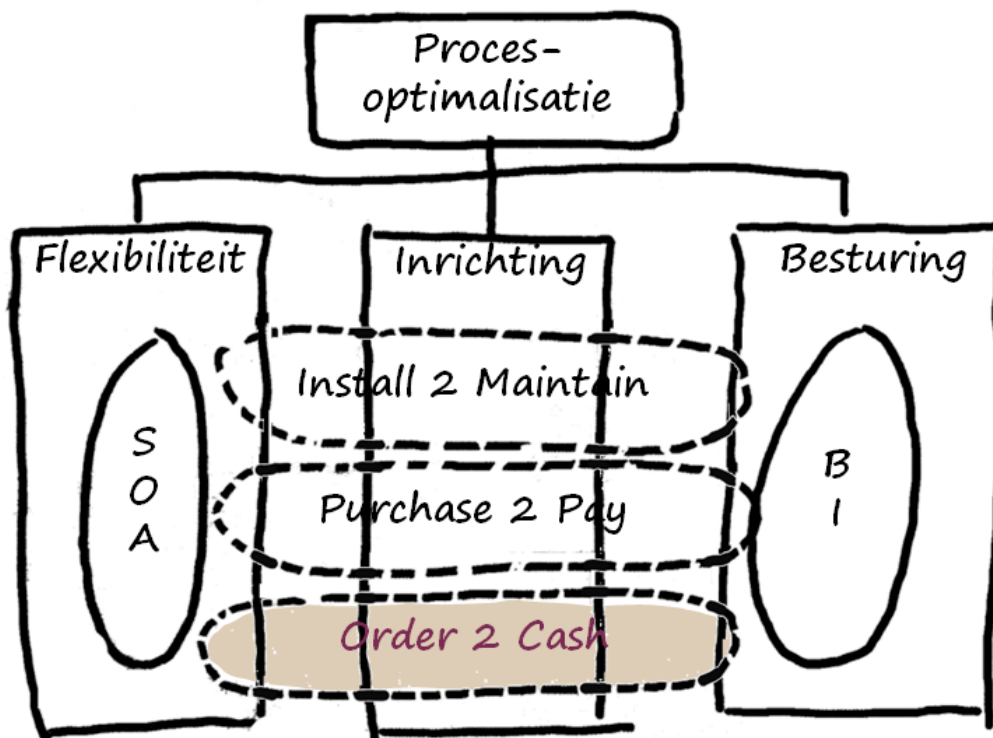 Proces-
optimalisatie
Flexibiliteit
Inrichting
Besturing
Install 2 Maintain
Purchase 2 Pay
Order 2 Cash
S
O
A
B
I